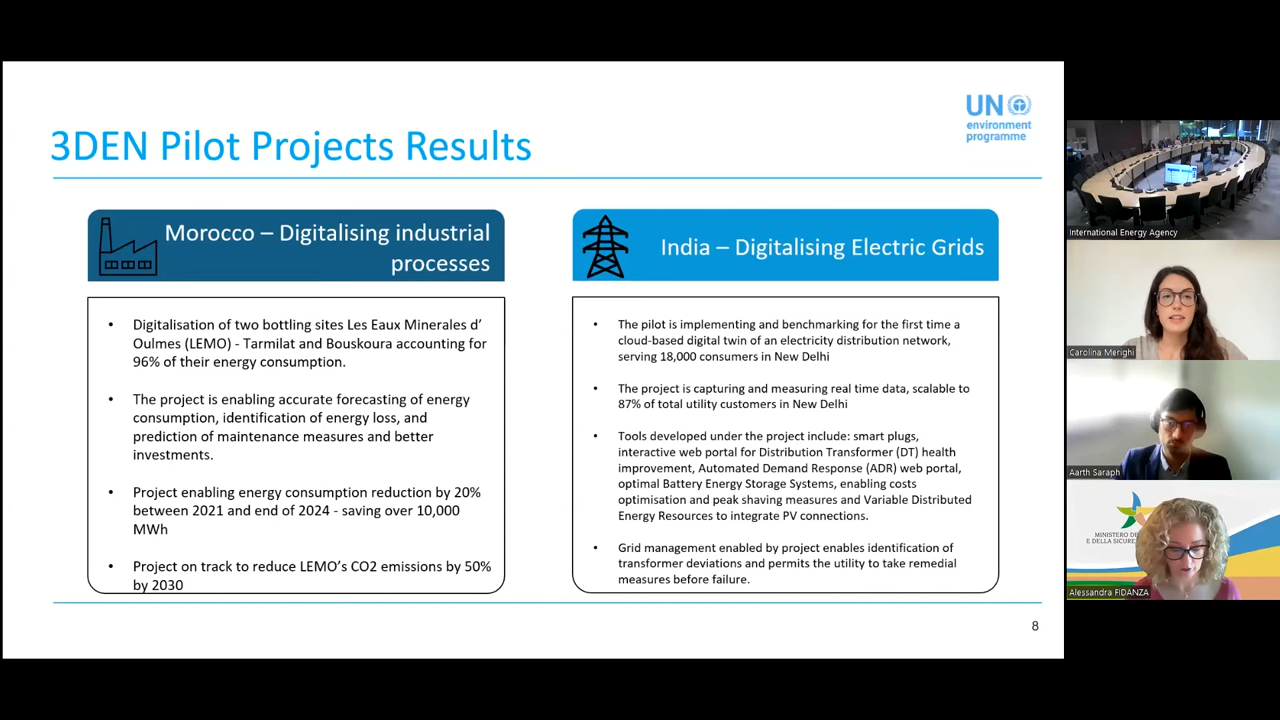 3DEN Pilot Projects Results
UN
environment
programme
Morocco – Digitalising industrial
processes
• Digitalisation of two bottling sites Les Eaux Minerales d’
Oulmes (LEMO) - Tarmilat and Bouskoura accounting for
96% of their energy consumption.
• The project is enabling accurate forecasting of energy
consumption, identification of energy loss, and
prediction of maintenance measures and better
investments.
• Project enabling energy consumption reduction by 20%
between 2021 and end of 2024 - saving over 10,000
MWh
• Project on track to reduce LEMO’s CO2 emissions by 50%
by 2030
India – Digitalising Electric Grids
• The pilot is implementing and benchmarking for the first time a
cloud-based digital twin of an electricity distribution network,
serving 18,000 consumers in New Delhi
• The project is capturing and measuring real time data, scalable to
87% of total utility customers in New Delhi
• Tools developed under the project include: smart plugs,
interactive web portal for Distribution Transformer (DT) health
improvement, Automated Demand Response (ADR) web portal,
optimal Battery Energy Storage Systems, enabling costs
optimisation and peak shaving measures and Variable Distributed
Energy Resources to integrate PV connections.
• Grid management enabled by project enables identification of
transformer deviations and permits the utility to take remedial
measures before failure.
8
International Energy Agency
Carolina Merighi
Aarth Saraph
MINISTERO
E DELLA
Alessandra FIDANZA